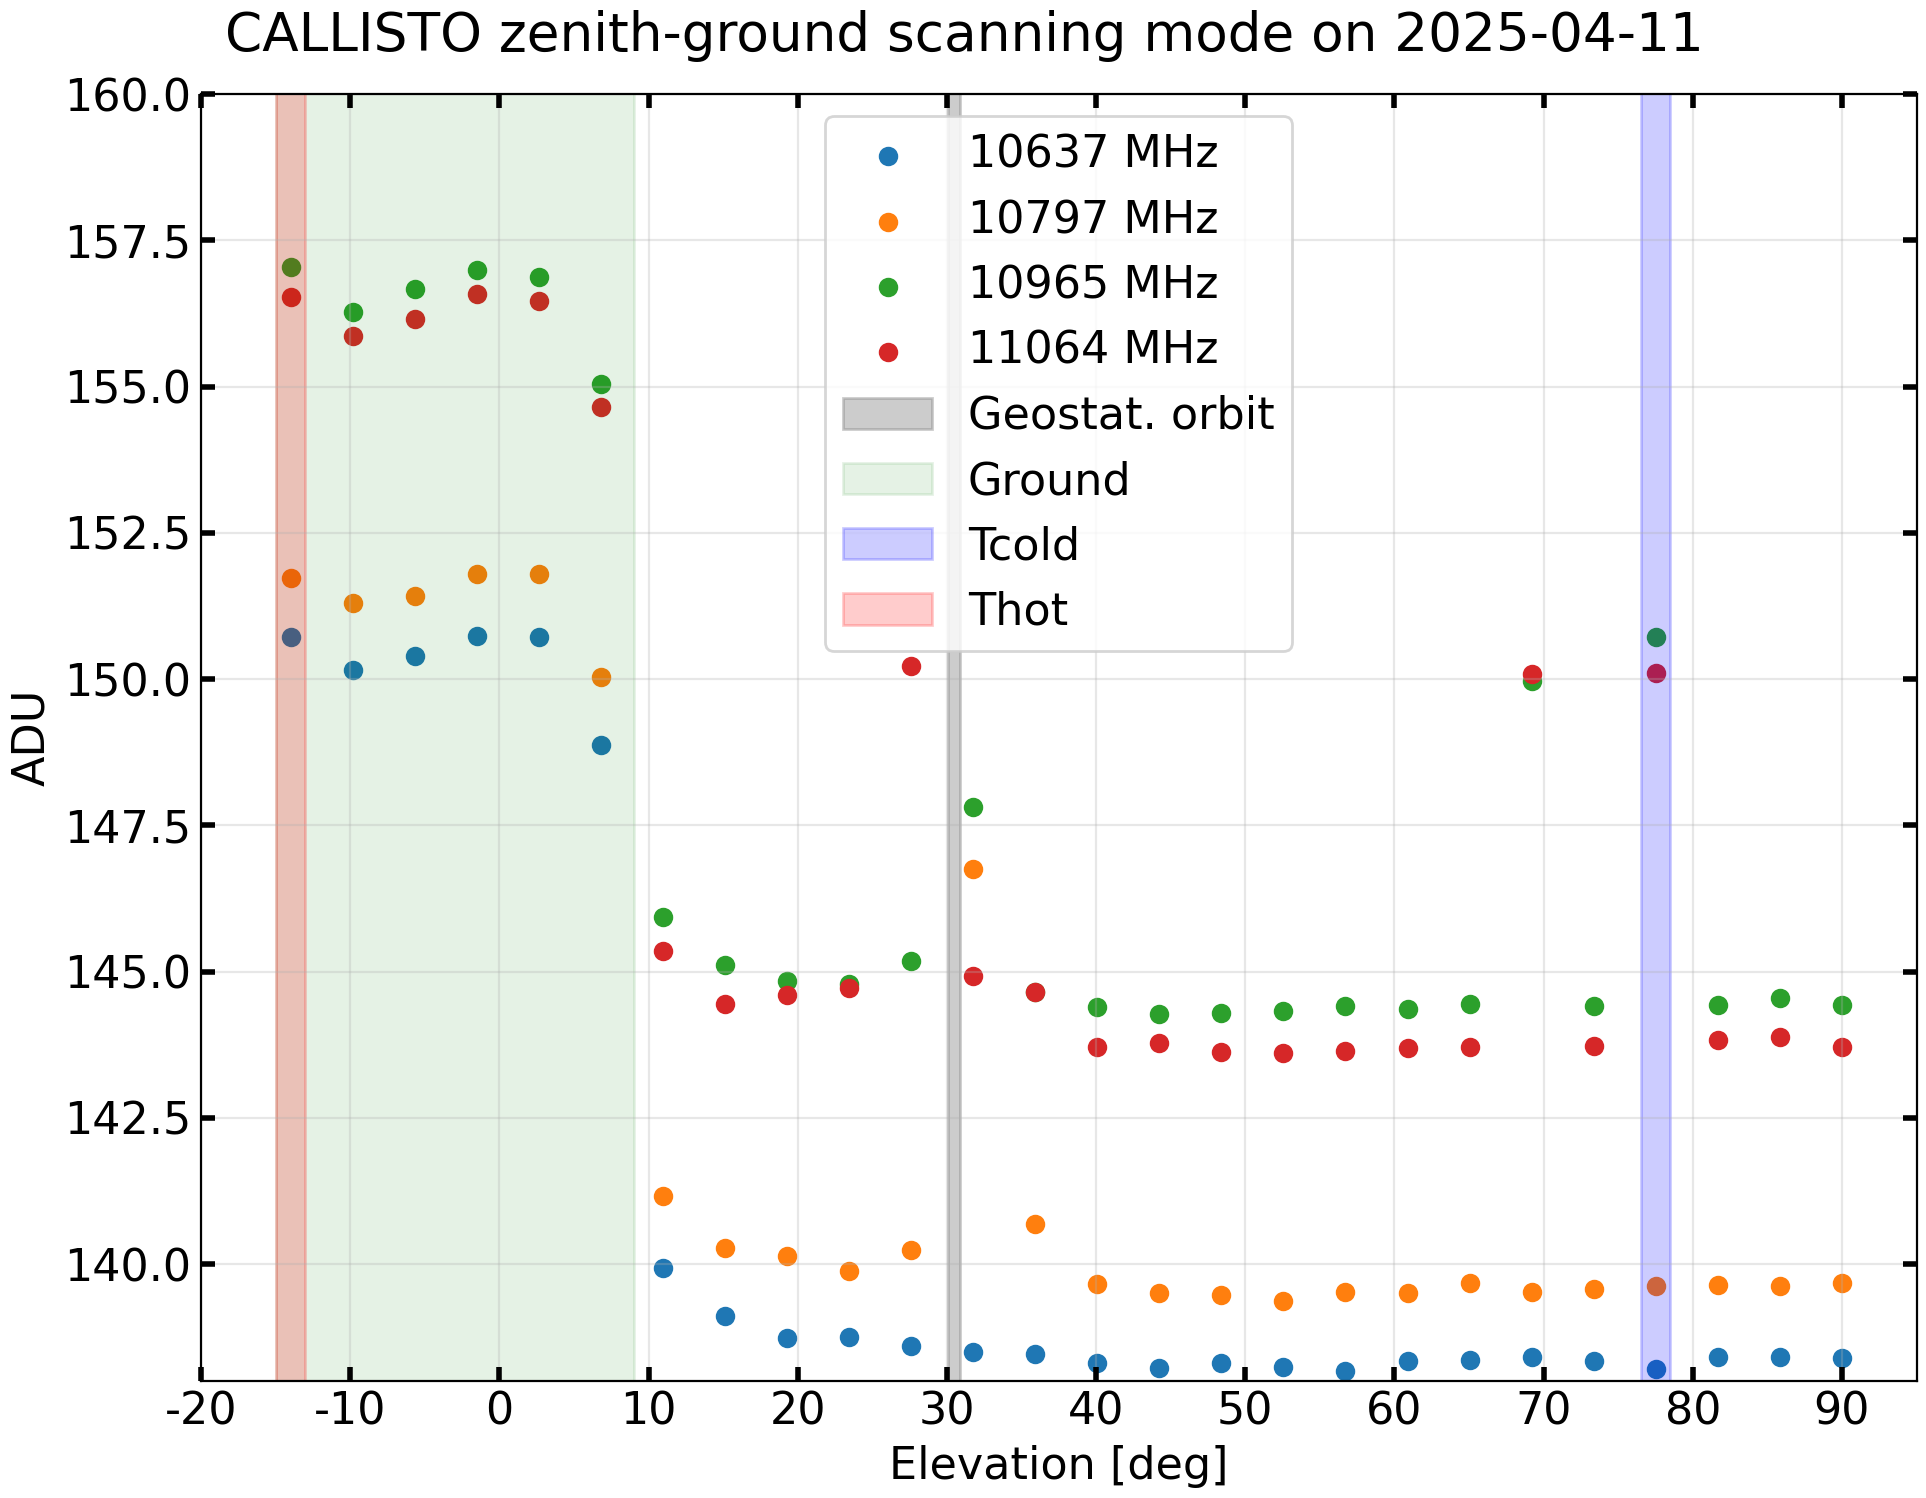 CALLISTO zenith-ground scanning mode on 2025-04-11
160.0
157.5
155.0
152.5
150.0
147.5
145.0
142.5
140.0
ADU
10637 MHz
10797 MHz
10965 MHz
11064 MHz
Geostat. orbit
Ground
Tcold
Thot
-20 -10 0 10 20 30 40 50 60 70 80 90
Elevation [deg]